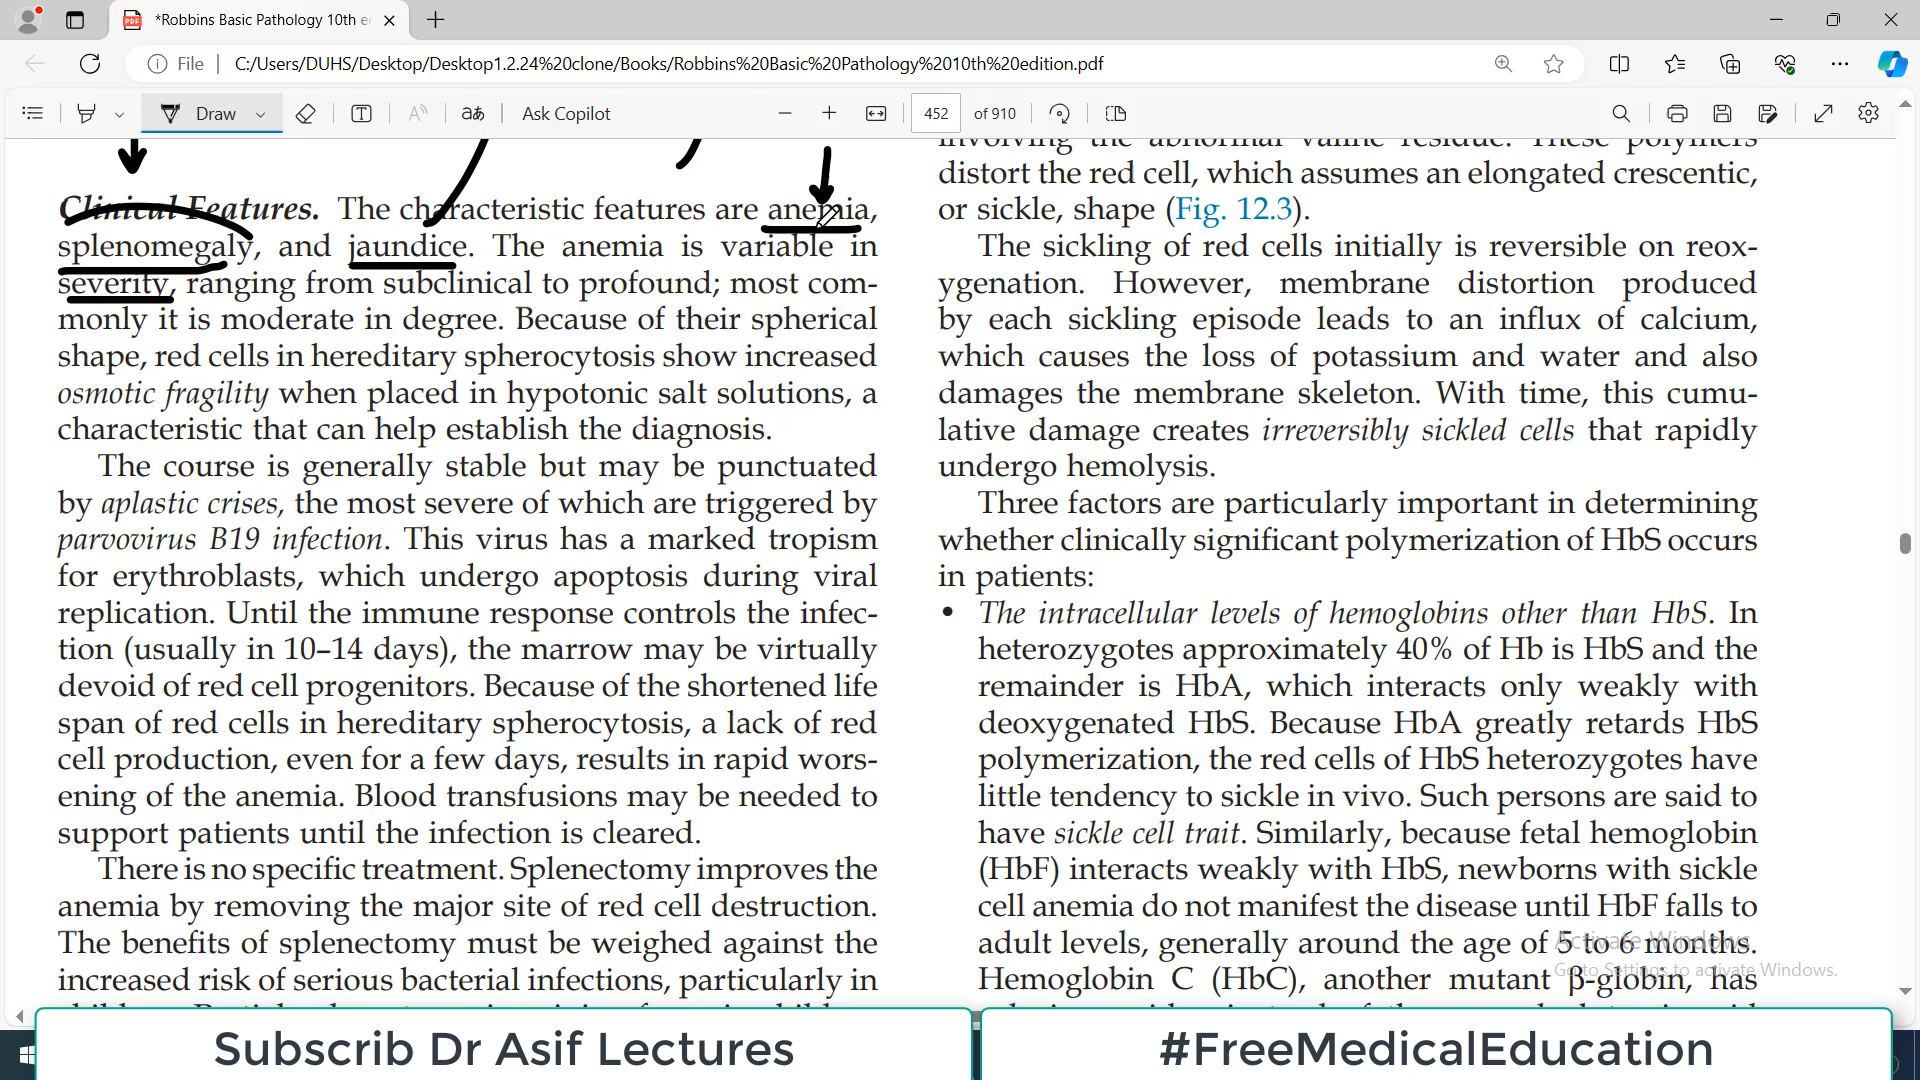 *Robbins Basic Pathology 10th e
File
C:/Users/DUHS/Desktop/Desktop1.2.24%20clone/Books/Robbins%20Basic%20Pathology%2010th%20edition.pdf
Draw
Ask Copilot
452 of 910
Clinical Features. The characteristic features are anemia,
splenomegaly, and jaundice. The anemia is variable in
severity, ranging from subclinical to profound; most com-
monly it is moderate in degree. Because of their spherical
shape, red cells in hereditary spherocytosis show increased
osmotic fragility when placed in hypotonic salt solutions, a
characteristic that can help establish the diagnosis.
The course is generally stable but may be punctuated
by aplastic crises, the most severe of which are triggered by
parvovirus B19 infection. This virus has a marked tropism
for erythroblasts, which undergo apoptosis during viral
replication. Until the immune response controls the infec-
tion (usually in 10–14 days), the marrow may be virtually
devoid of red cell progenitors. Because of the shortened life
span of red cells in hereditary spherocytosis, a lack of red
cell production, even for a few days, results in rapid wors-
ening of the anemia. Blood transfusions may be needed to
support patients until the infection is cleared.
There is no specific treatment. Splenectomy improves the
anemia by removing the major site of red cell destruction.
The benefits of splenectomy must be weighed against the
increased risk of serious bacterial infections, particularly in
involving the abnormal valine residue. These polymers
distort the red cell, which assumes an elongated crescentic,
or sickle, shape (Fig. 12.3).
The sickling of red cells initially is reversible on reox-
ygenation. However, membrane distortion produced
by each sickling episode leads to an influx of calcium,
which causes the loss of potassium and water and also
damages the membrane skeleton. With time, this cumu-
lative damage creates irreversibly sickled cells that rapidly
undergo hemolysis.
Three factors are particularly important in determining
whether clinically significant polymerization of HbS occurs
in patients:
• The intracellular levels of hemoglobins other than HbS. In
heterozygotes approximately 40% of Hb is HbS and the
remainder is HbA, which interacts only weakly with
deoxygenated HbS. Because HbA greatly retards HbS
polymerization, the red cells of HbS heterozygotes have
little tendency to sickle in vivo. Such persons are said to
have sickle cell trait. Similarly, because fetal hemoglobin
(HbF) interacts weakly with HbS, newborns with sickle
cell anemia do not manifest the disease until HbF falls to
adult levels, generally around the age of 5 to 6 months.
Hemoglobin C (HbC), another mutant β-globin, has
Activate Windows
Go to Settings to activate Windows.
Subscrib Dr Asif Lectures
#FreeMedicalEducation